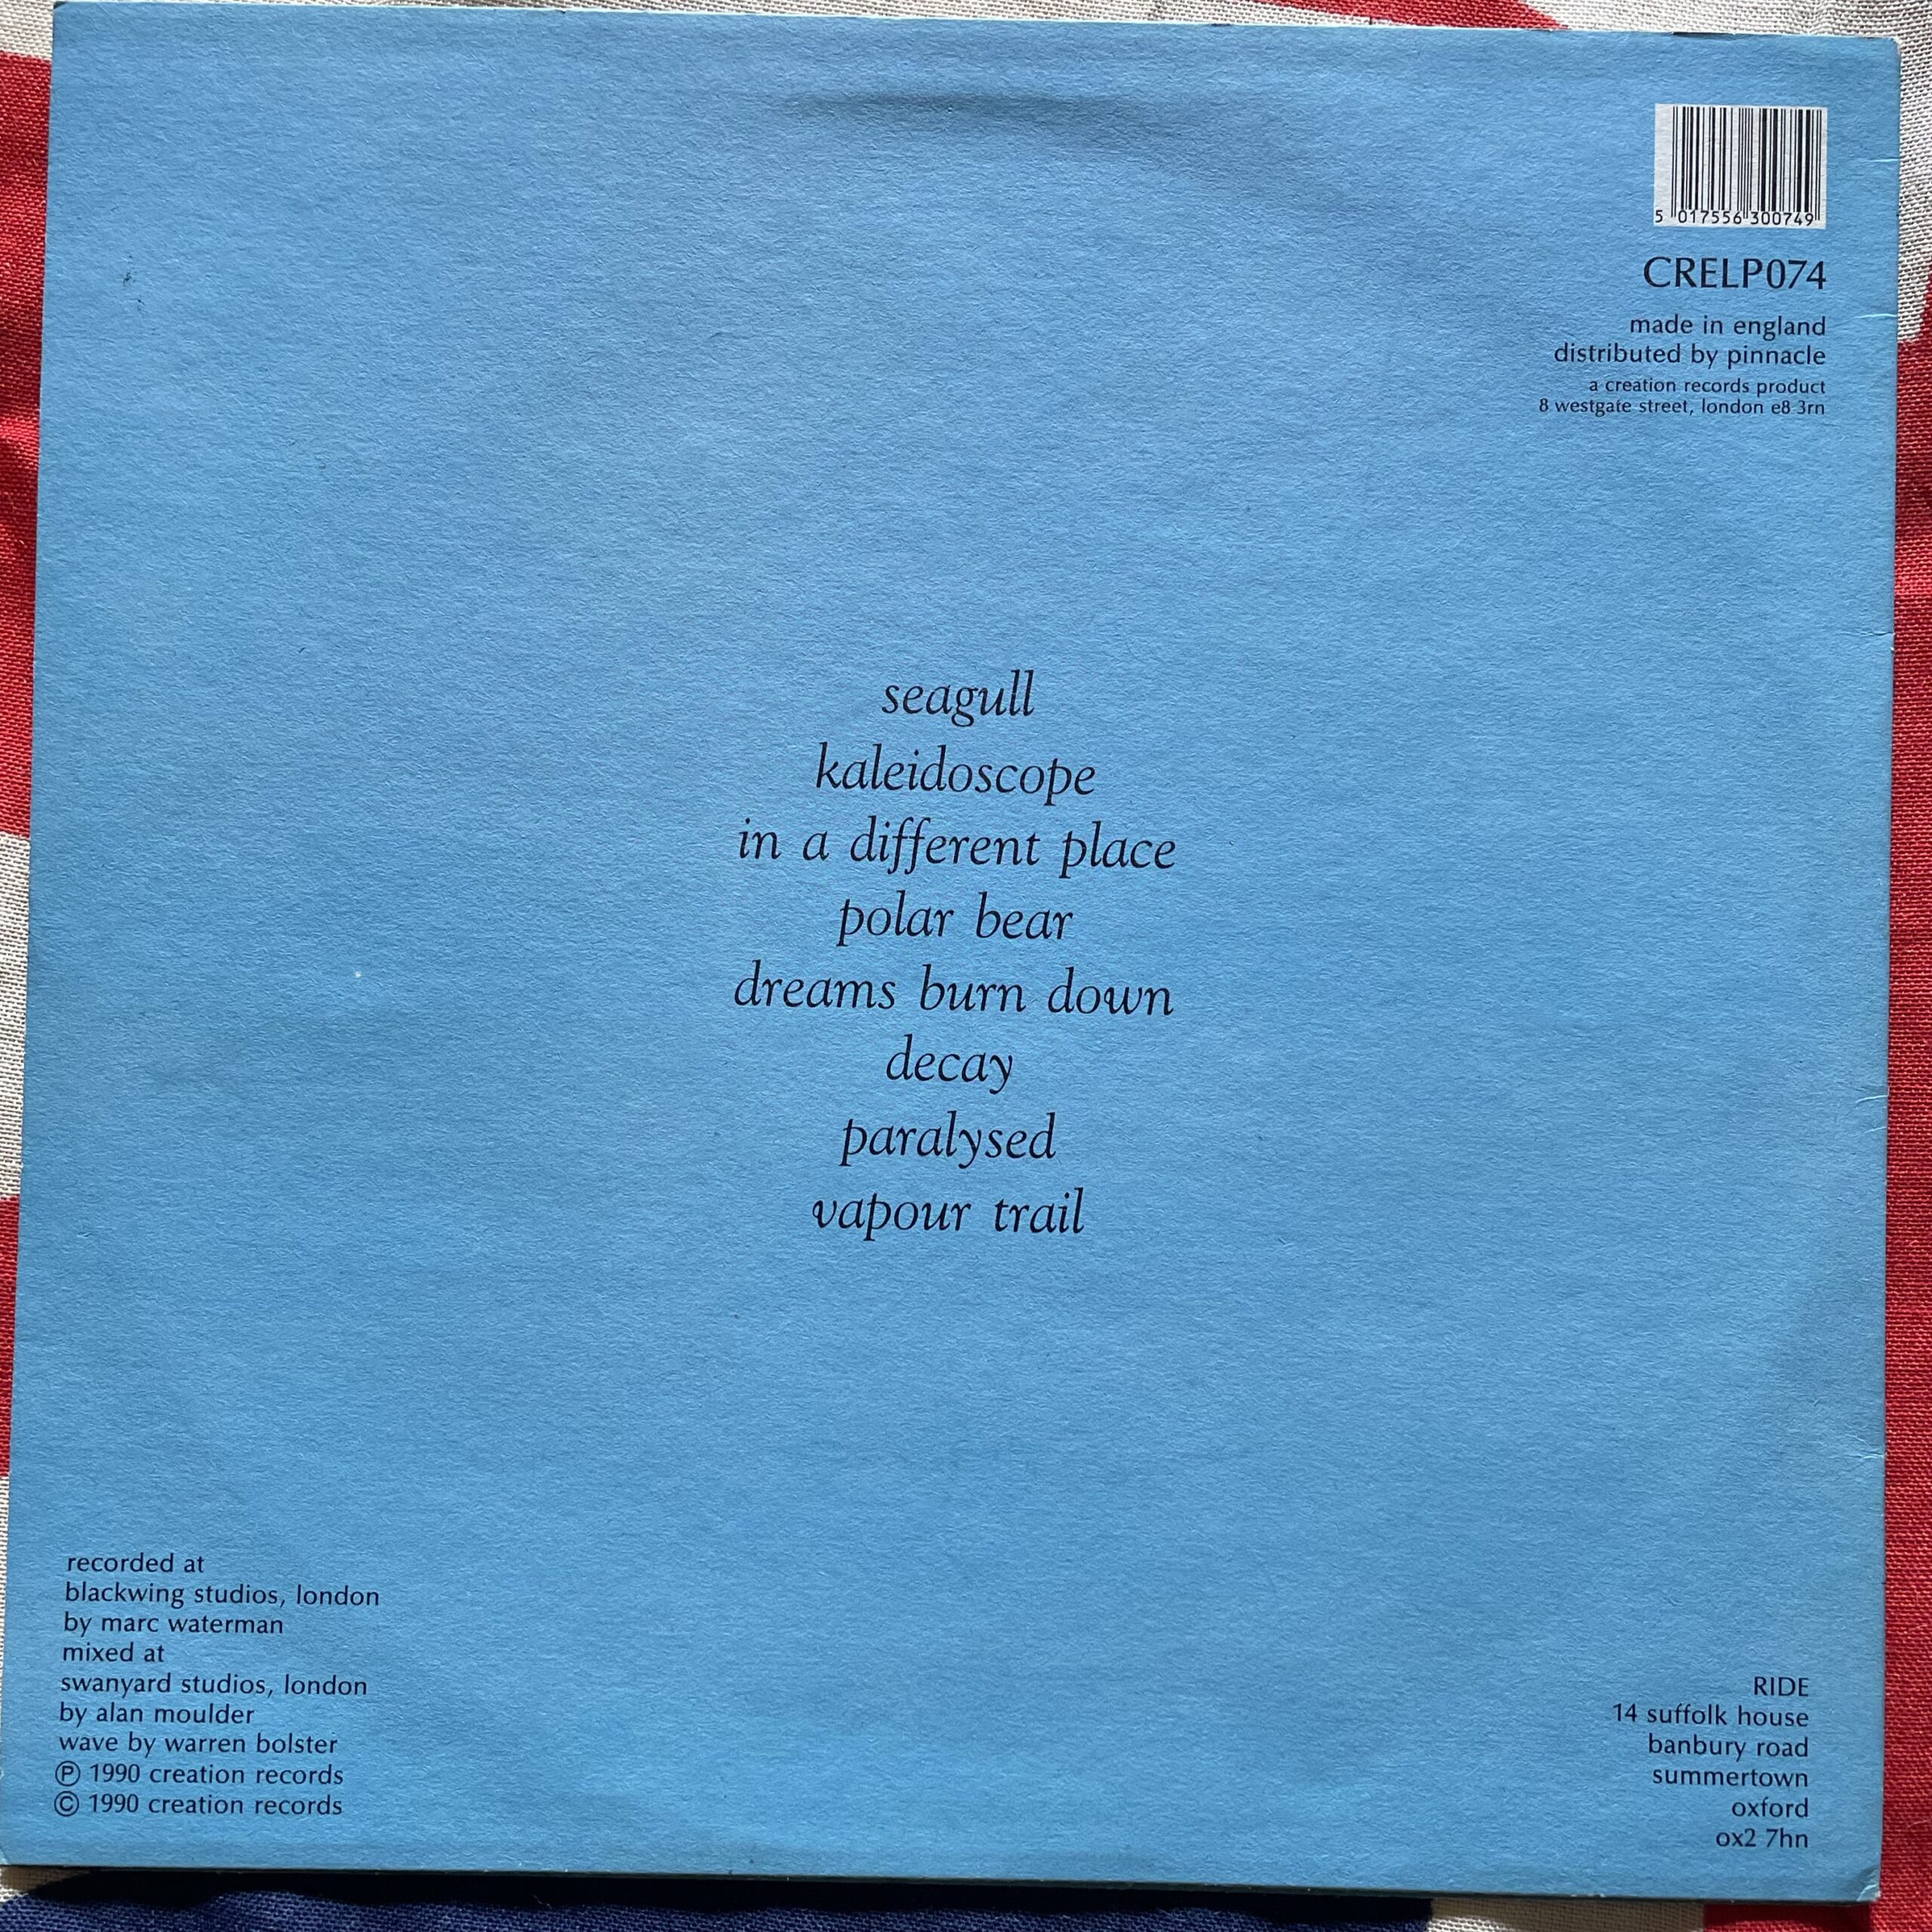 5 017556 300749
CRELP074
made in england
distributed by pinnacle
a creation records product
8 westgate street, london e8 3rn
seagull
kaleidoscope
in a different place
polar bear
dreams burn down
decay
paralysed
vapour trail
recorded at
blackwing studios, london
by marc waterman
mixed at
swanyard studios, london
by alan moulder
wave by warren bolster
℗ 1990 creation records
© 1990 creation records
RIDE
14 suffolk house
banbury road
summertown
oxford
ox2 7hn